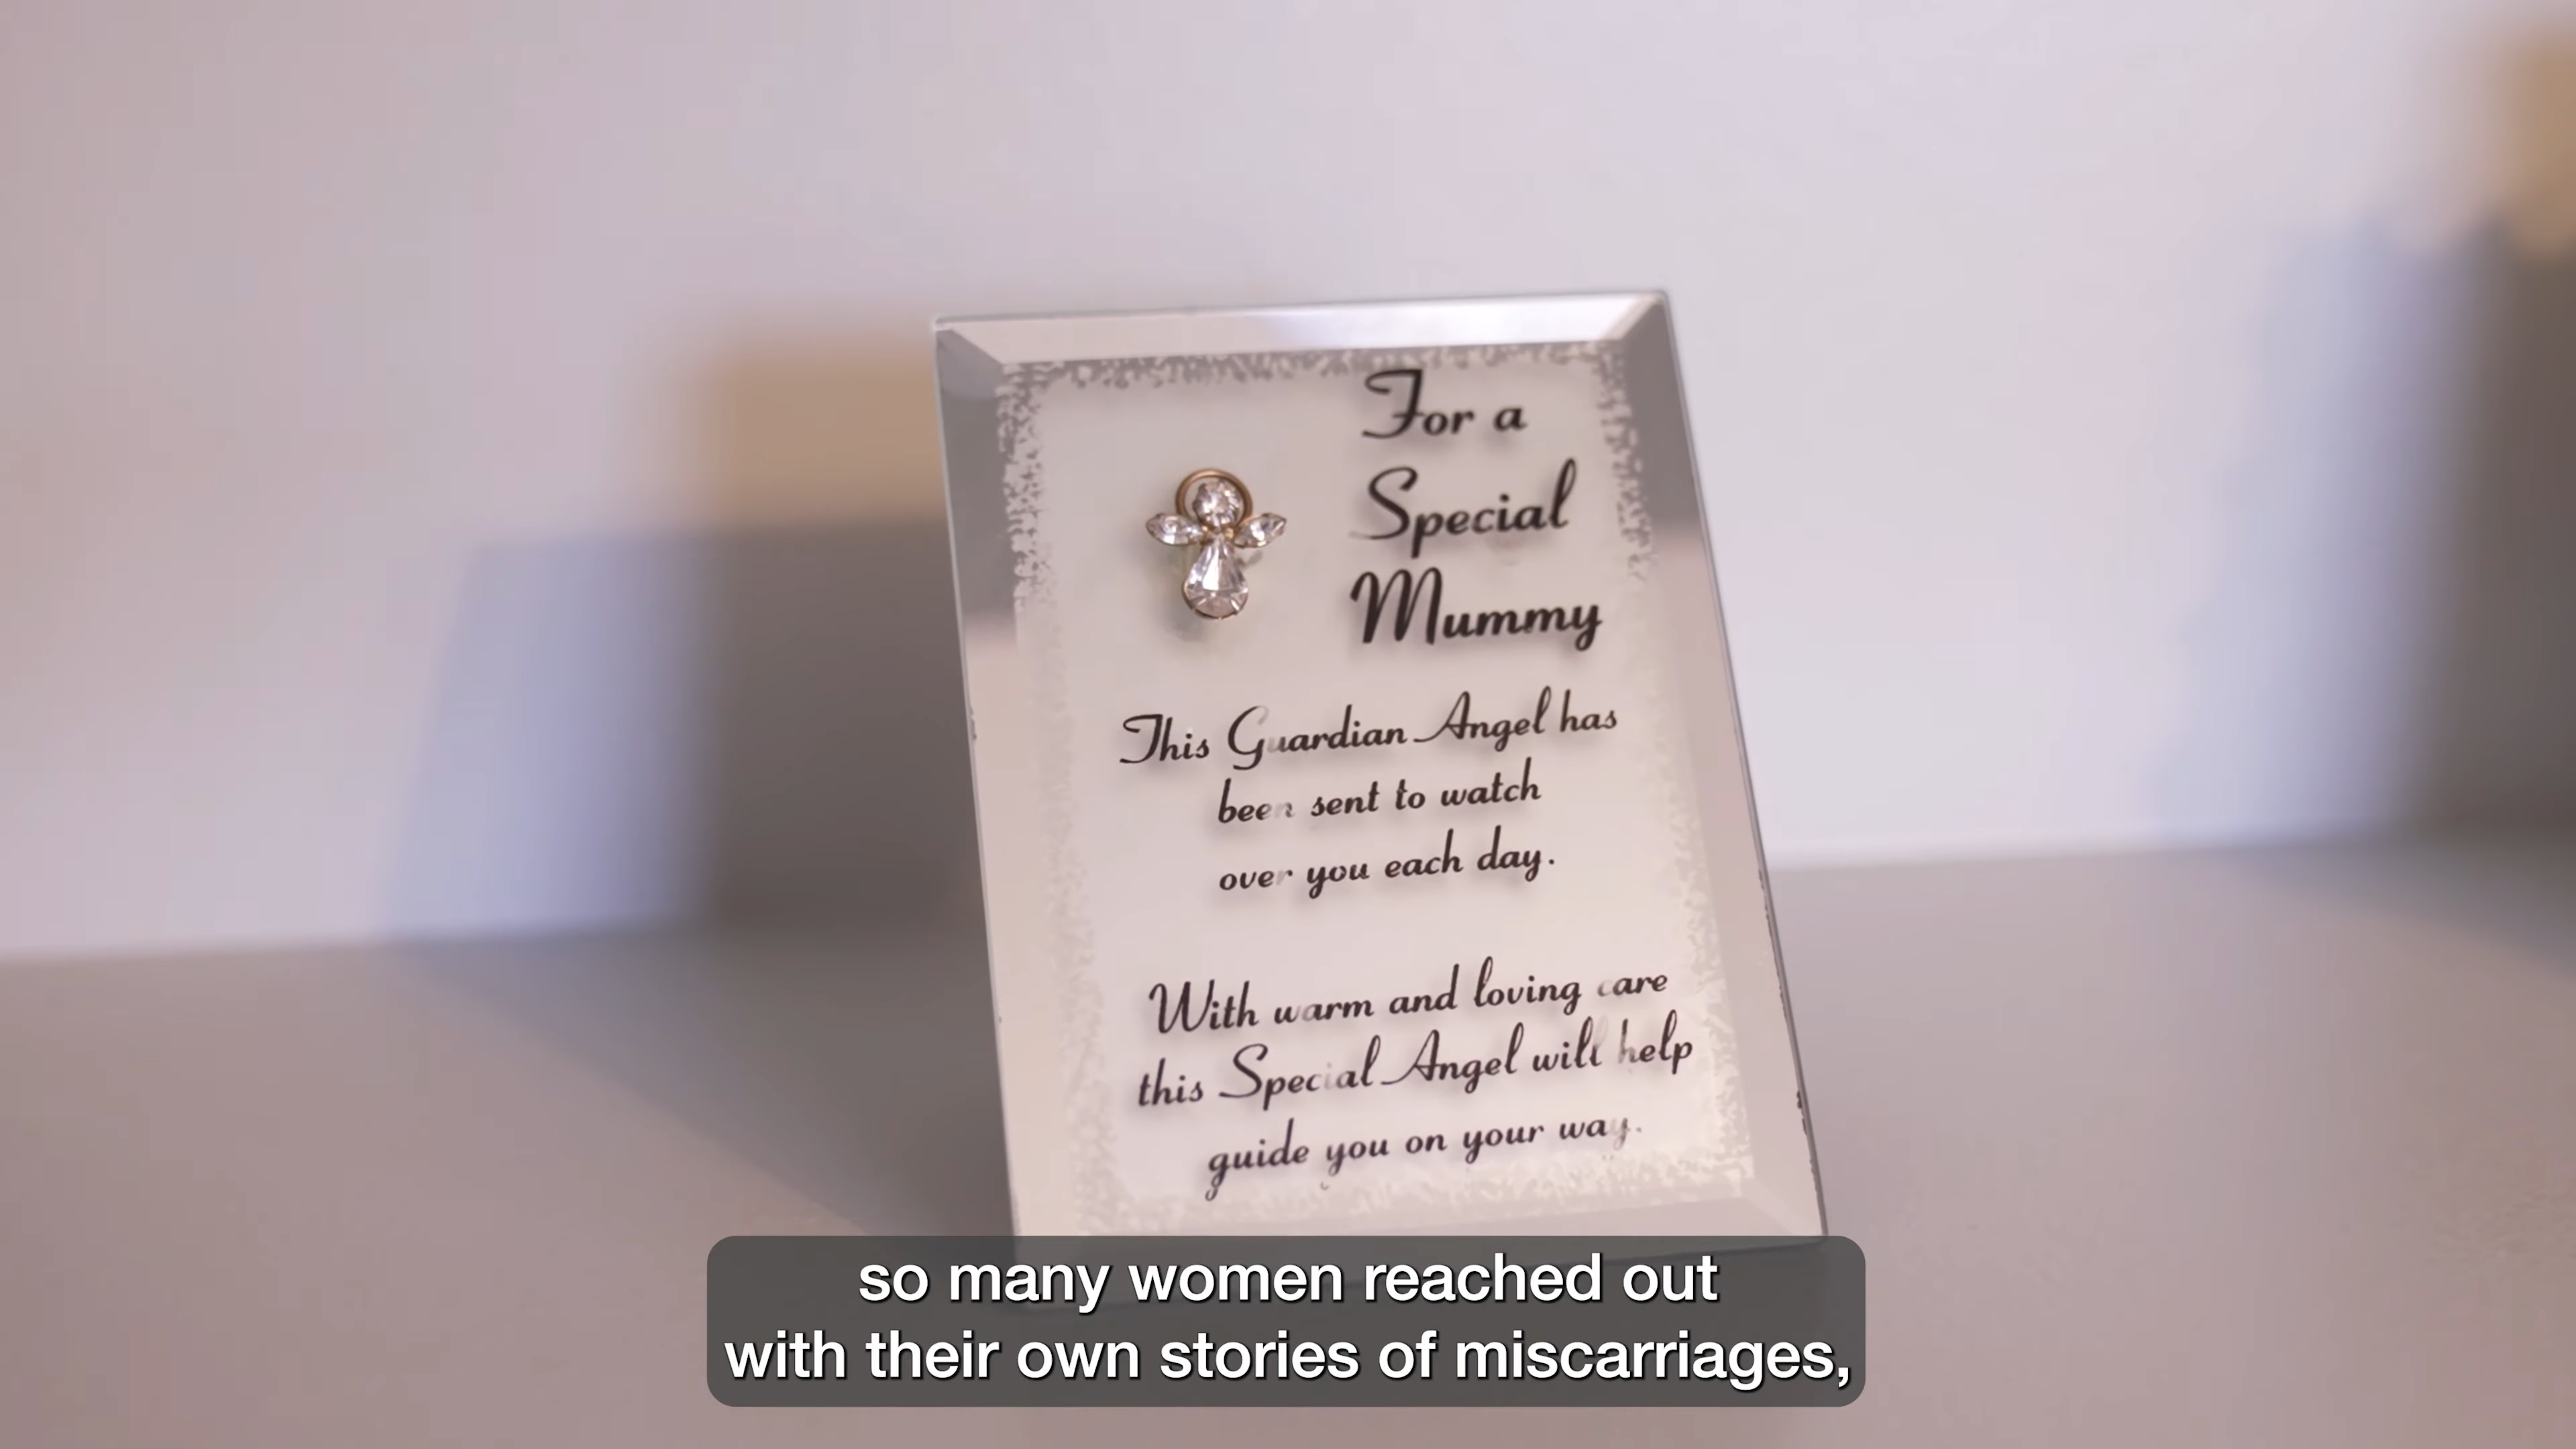 For a
Special
Mummy
This Guardian Angel has
been sent to watch
over you each day.
With warm and loving care
this Special Angel will help
guide you on your way.
so many women reached out
with their own stories of miscarriages,